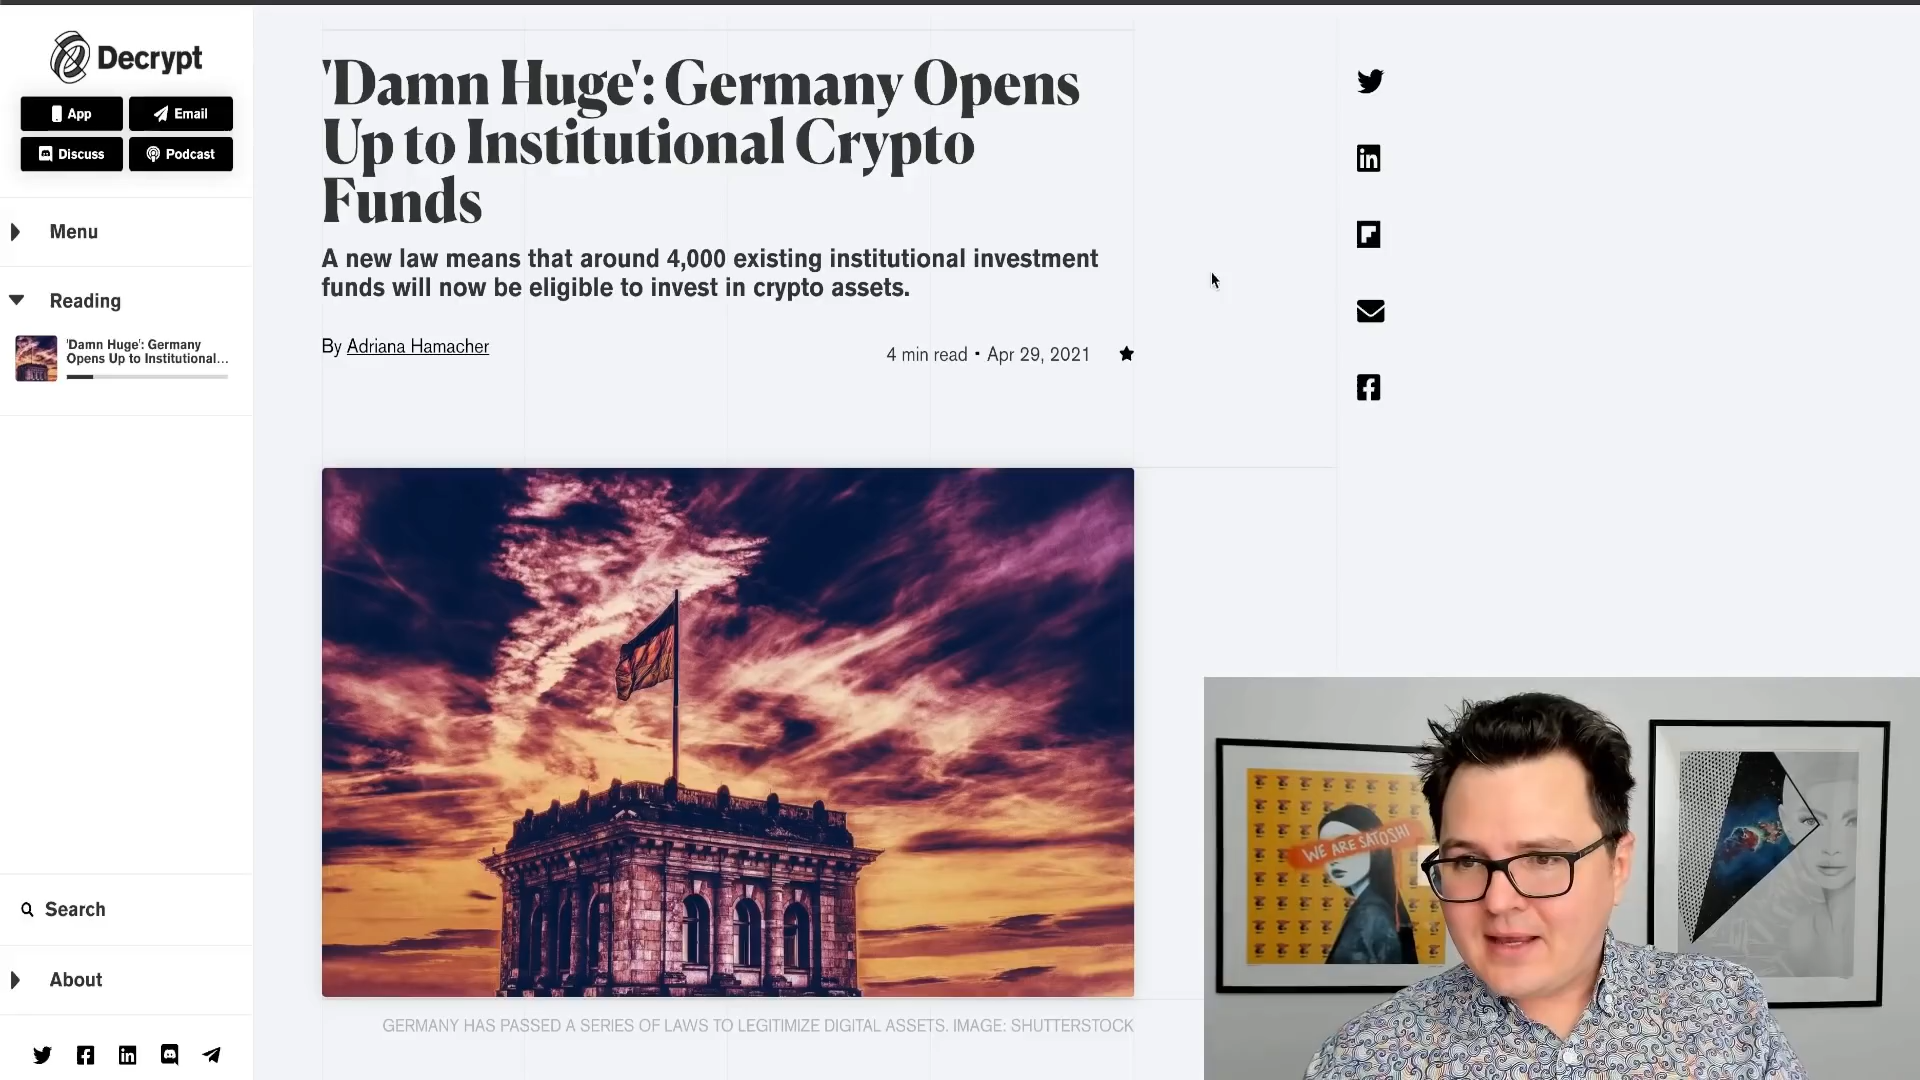 Decrypt
App
Email
Discuss
Podcast
Menu
Reading
'Damn Huge': Germany
Opens Up to Institutional...
Search
About
'Damn Huge': Germany Opens
Up to Institutional Crypto
Funds
A new law means that around 4,000 existing institutional investment
funds will now be eligible to invest in crypto assets.
By Adriana Hamacher
4 min read • Apr 29, 2021
GERMANY HAS PASSED A SERIES OF LAWS TO LEGITIMIZE DIGITAL ASSETS. IMAGE: SHUTTERSTOCK
WE ARE SATOSHI